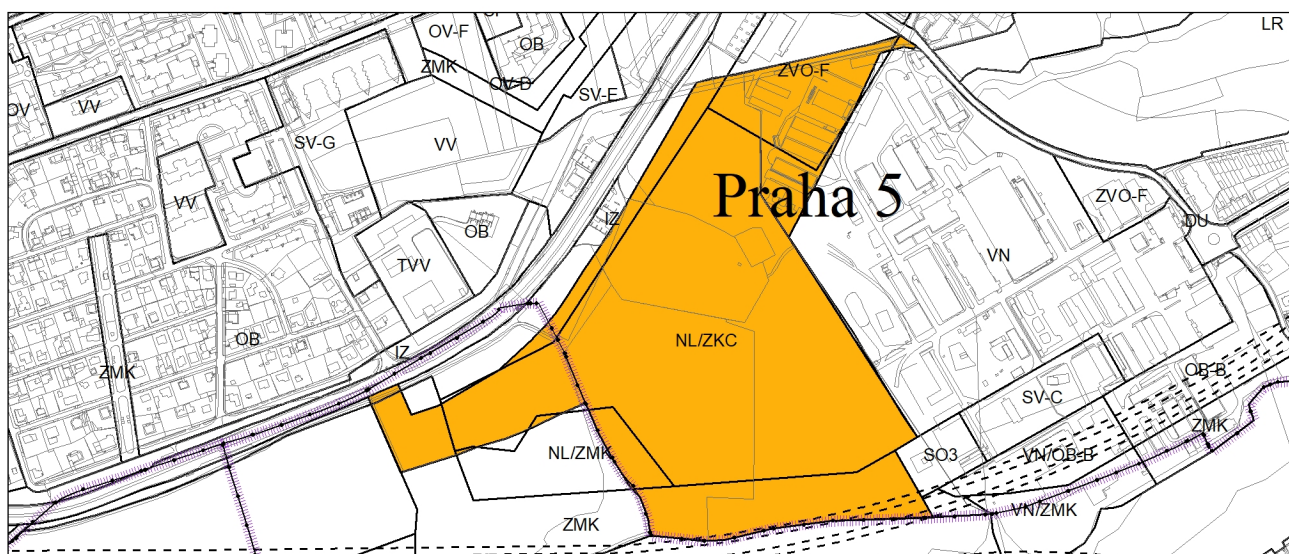 LR
OV-F
OB
ZMK
OV-D
SV-E
ZVO-F
OV
VV
SV-G
VV
VV
Praha 5
ZVO-F
IZ
OB
DU
TVV
VN
OB
NL/ZKC
IZ
ZMK
OB-B
SV-C
ZMK
NL/ZMK
SO3
VN/OB-B
VN/ZMK
ZMK